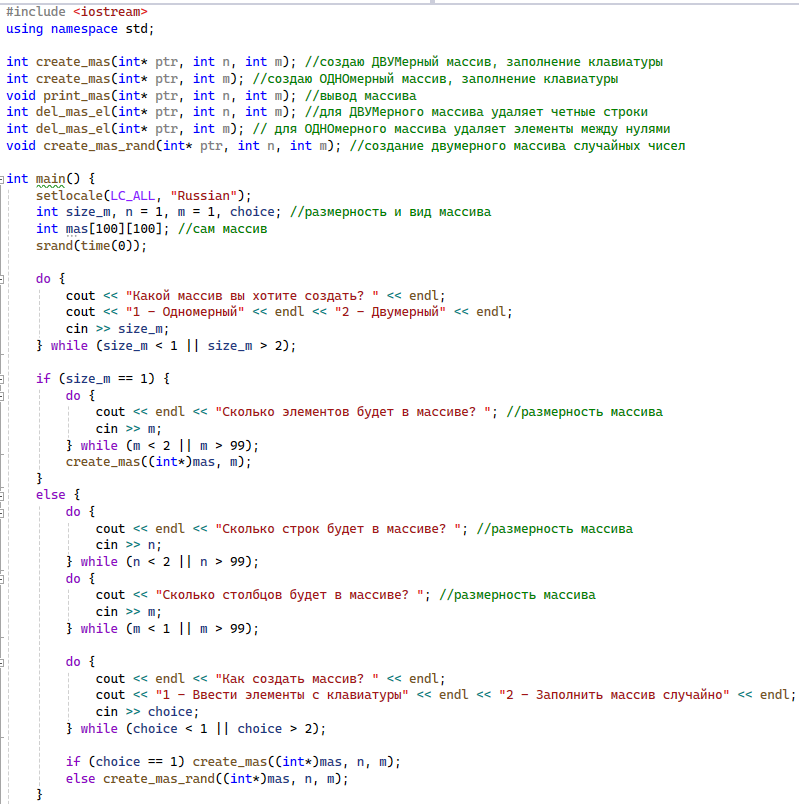 #include <iostream>
using namespace std;
int create_mas(int* ptr, int n, int m); //создаю ДВУМерный массив, заполнение клавиатуры
int create_mas(int* ptr, int m); //создаю ОДНОмерный массив, заполнение клавиатуры
void print_mas(int* ptr, int n, int m); //вывод массива
int del_mas_el(int* ptr, int n, int m); //для ДВУМерного массива удаляет четные строки
int del_mas_el(int* ptr, int m); // для ОДНОмерного массива удаляет элементы между нулями
void create_mas_rand(int* ptr, int n, int m); //создание двумерного массива случайных чисел
int main() {
setlocale(LC_ALL, "Russian");
int size_m, n = 1, m = 1, choice; //размерность и вид массива
int mas[100][100]; //сам массив
srand(time(0));
do {
cout << "Какой массив вы хотите создать? " << endl;
cout << "1 - Одномерный" << endl << "2 - Двумерный" << endl;
cin >> size_m;
} while (size_m < 1 || size_m > 2);
if (size_m == 1) {
do {
cout << endl << "Сколько элементов будет в массиве? "; //размерность массива
cin >> m;
} while (m < 2 || m > 99);
create_mas((int*)mas, m);
}
else {
do {
cout << endl << "Сколько строк будет в массиве? "; //размерность массива
cin >> n;
} while (n < 2 || n > 99);
do {
cout << "Сколько столбцов будет в массиве? "; //размерность массива
cin >> m;
} while (m < 1 || m > 99);
do {
cout << endl << "Как создать массив? " << endl;
cout << "1 - Ввести элементы с клавиатуры" << endl << "2 - Заполнить массив случайно" << endl;
cin >> choice;
} while (choice < 1 || choice > 2);
if (choice == 1) create_mas((int*)mas, n, m);
else create_mas_rand((int*)mas, n, m);
}